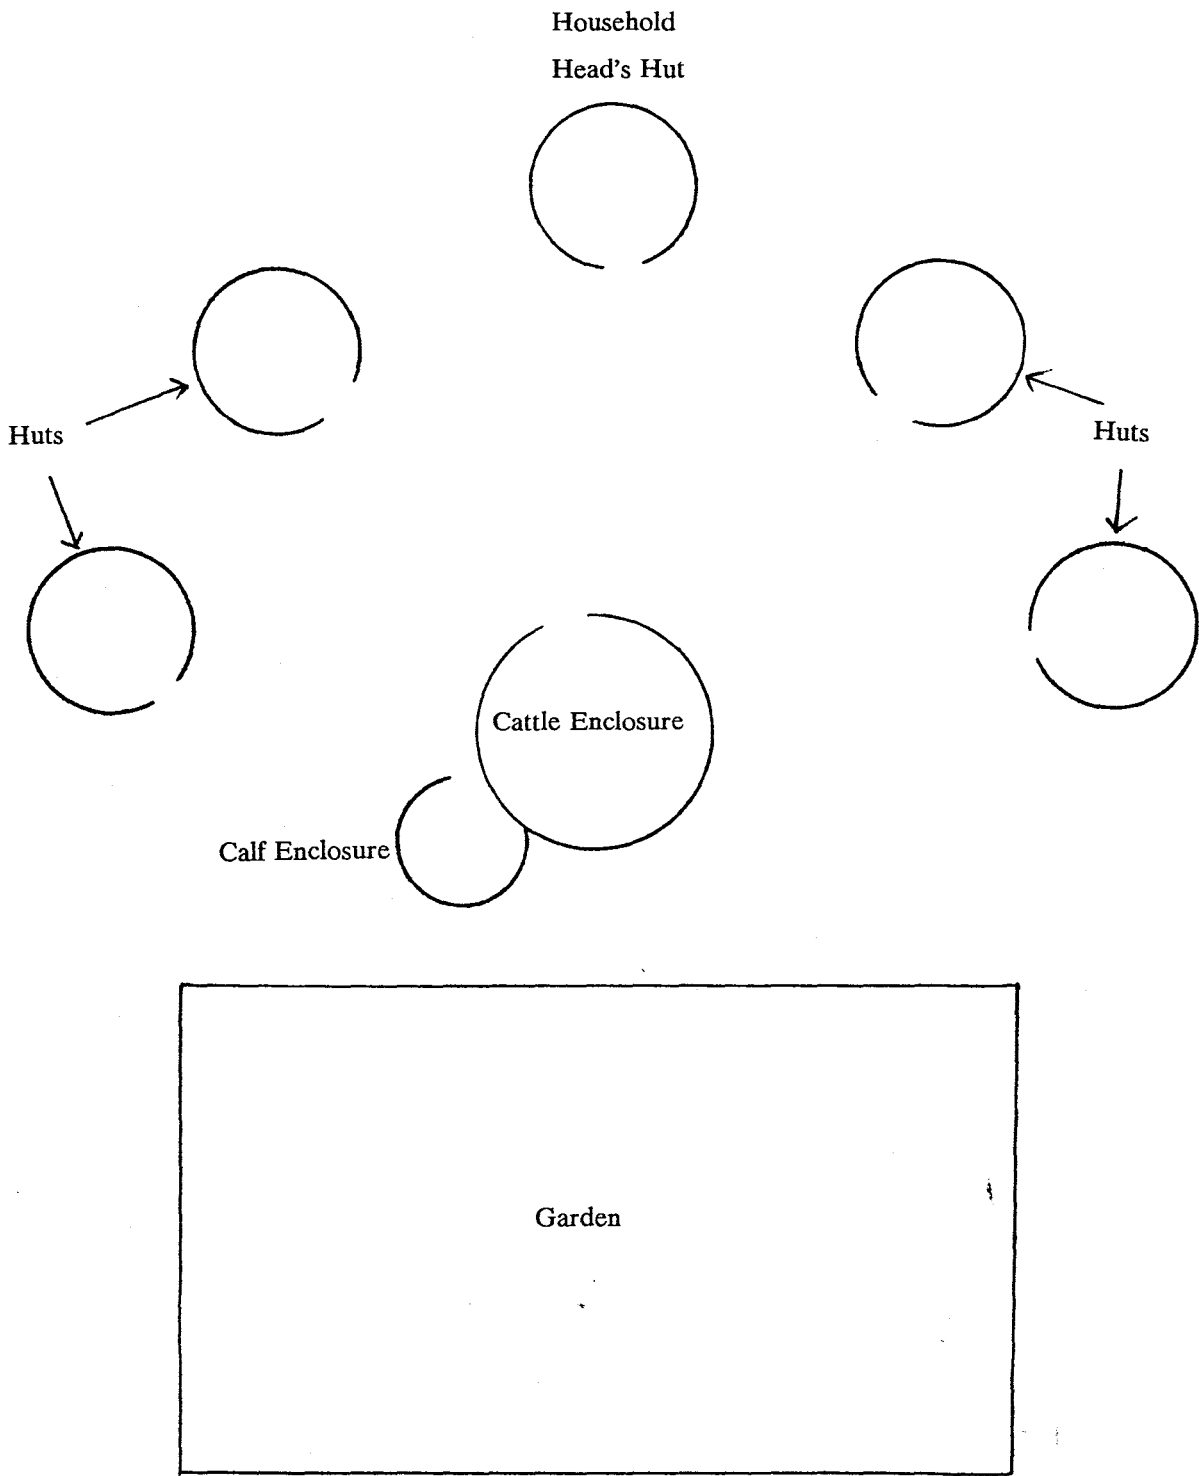 Household
Head's Hut
Huts
Huts
Cattle Enclosure
Calf Enclosure
Garden